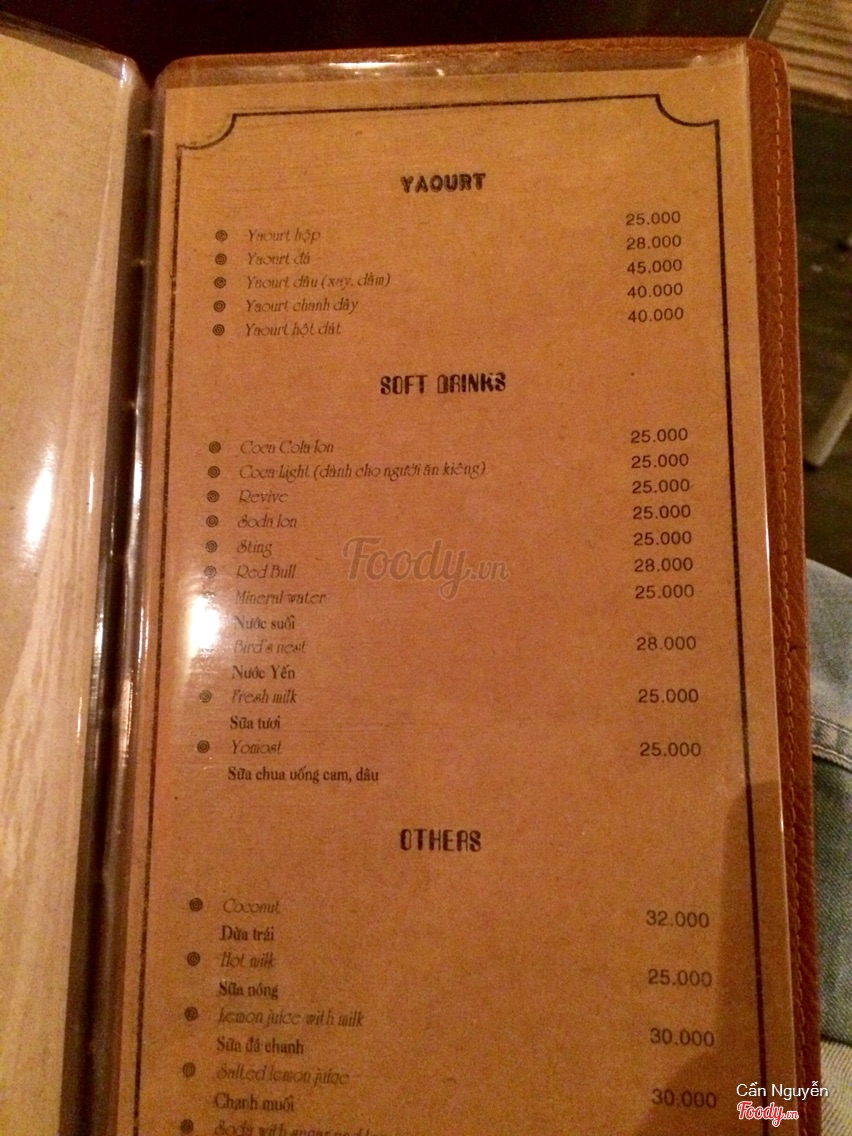 YAOURT
Yaourt hộp 25.000
Yaourt đá 28.000
Yaourt dâu (xay, dầm) 45.000
Yaourt chanh dây 40.000
Yaourt hột dát 40.000
SOFT DRINKS
Coca Cola lon 25.000
Coca Light (dành cho người ăn kiêng) 25.000
Revive 25.000
Soda lon 25.000
Sting 25.000
Red Bull 28.000
Mineral water 25.000
Nước suối
Bird's nest 28.000
Nước Yến
Fresh milk 25.000
Sữa tươi
Yomost 25.000
Sữa chua uống cam, dâu
Foody.vn
OTHERS
Coconut 32.000
Dừa trái
Hot milk 25.000
Sữa nóng
Lemon juice with milk 30.000
Sữa đá chanh
Salted lemon juice 30.000
Chanh muối
Soda with
Cẩn Nguyễn
Foody.vn